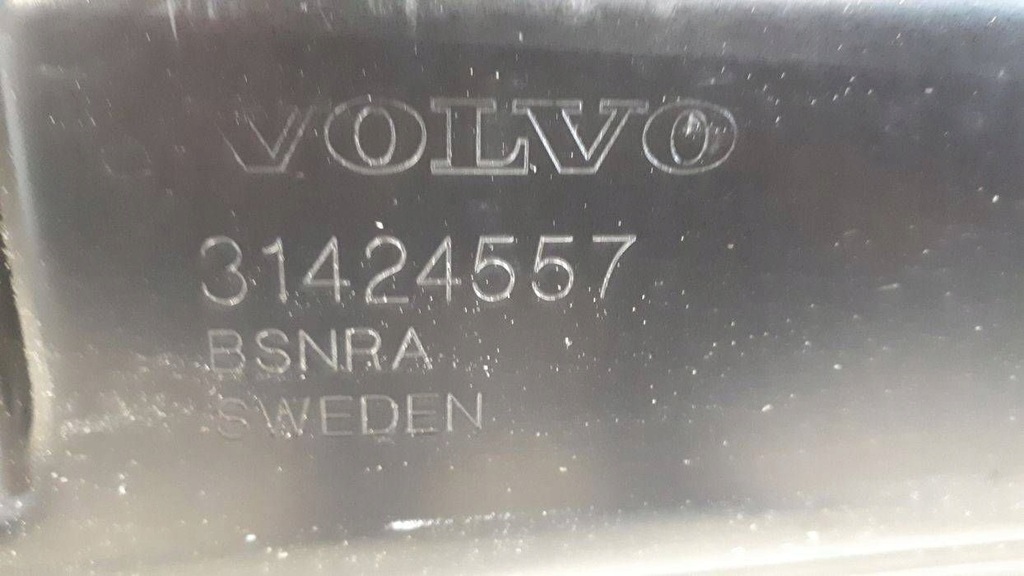 VOLVO
31424557
BSNRA
SWEDEN